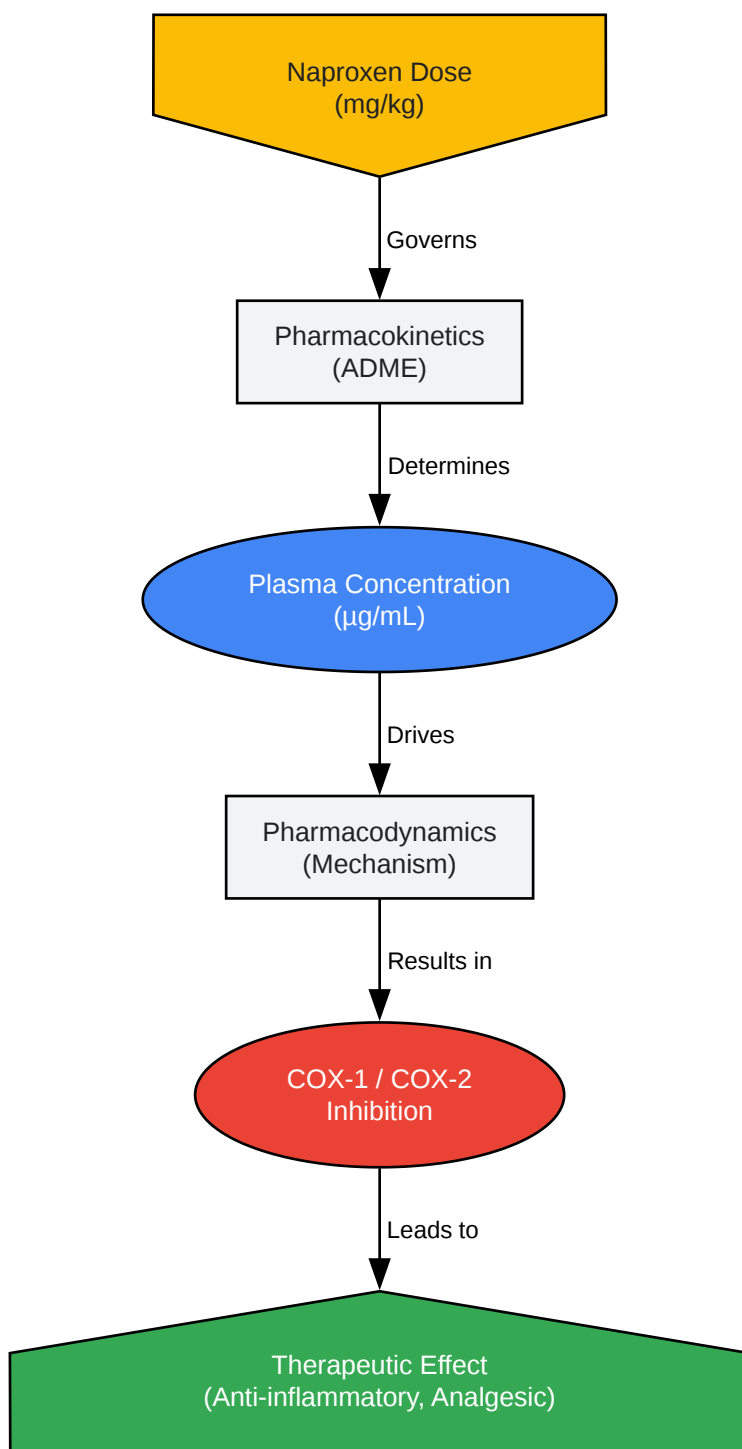 Naproxen Dose
(mg/kg)
Governs
Pharmacokinetics
(ADME)
Determines
Plasma Concentration
(µg/mL)
Drives
Pharmacodynamics
(Mechanism)
Results in
COX-1 / COX-2
Inhibition
Leads to
Therapeutic Effect
(Anti-inflammatory, Analgesic)